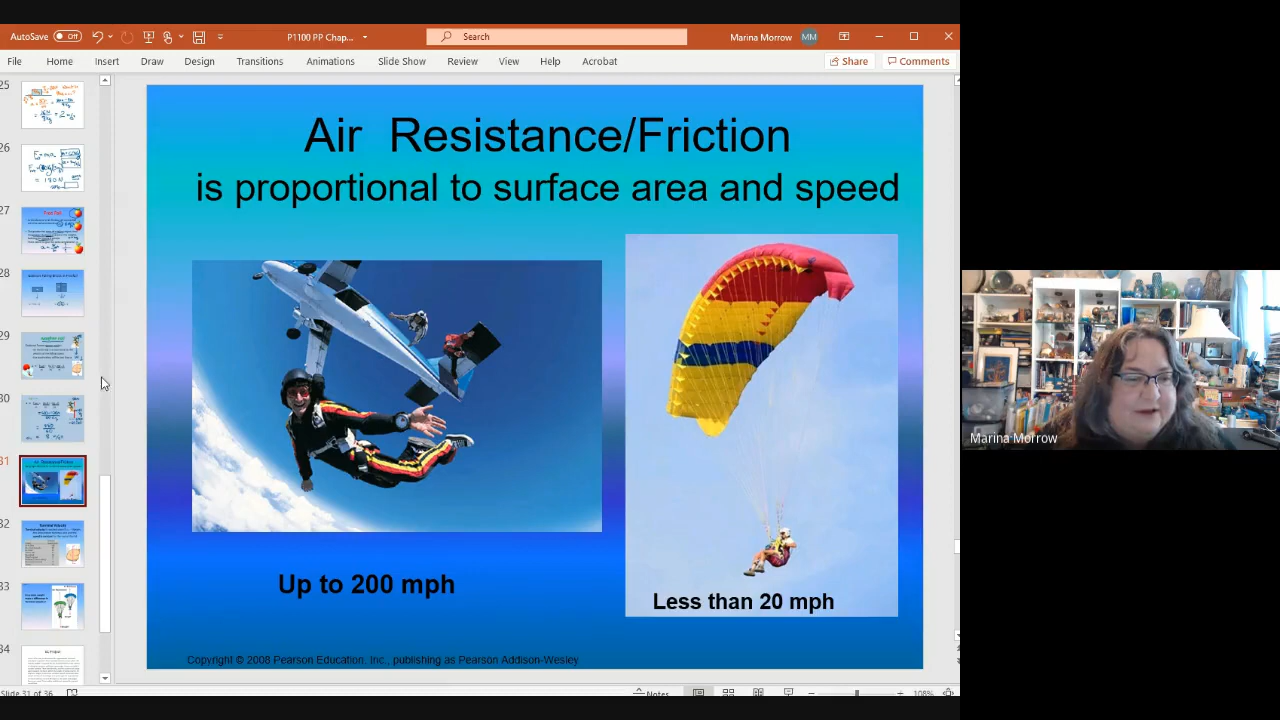 AutoSave
Off
P1100 PP Chap...
Search
Marina Morrow
MM
File
Home
Insert
Draw
Design
Transitions
Animations
Slide Show
Review
View
Help
Acrobat
Share
Comments
25
26
27
28
29
30
31
32
33
34
Air Resistance/Friction
is proportional to surface area and speed
Up to 200 mph
Less than 20 mph
Copyright © 2008 Pearson Education, Inc., publishing as Pearson Addison-Wesley.
Marina Morrow
Slide 31 of 36
Notes
108%